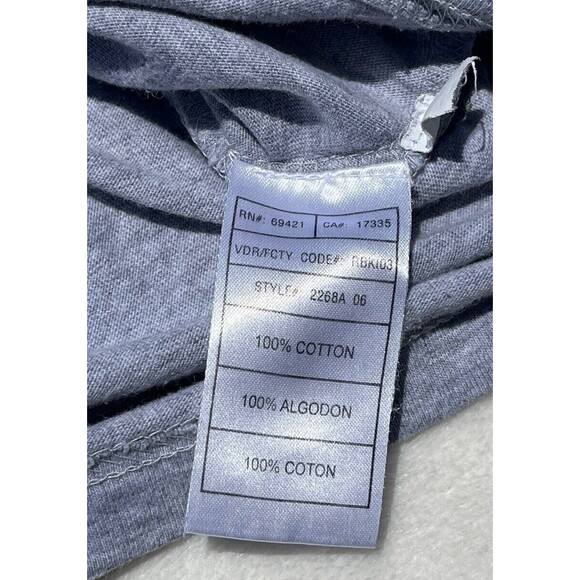 RN#: 69421 CA#: 17335
VDR/FCTY CODE#: RBKI03
STYLE#: 2268A 06
100% COTTON
100% ALGODON
100% COTON